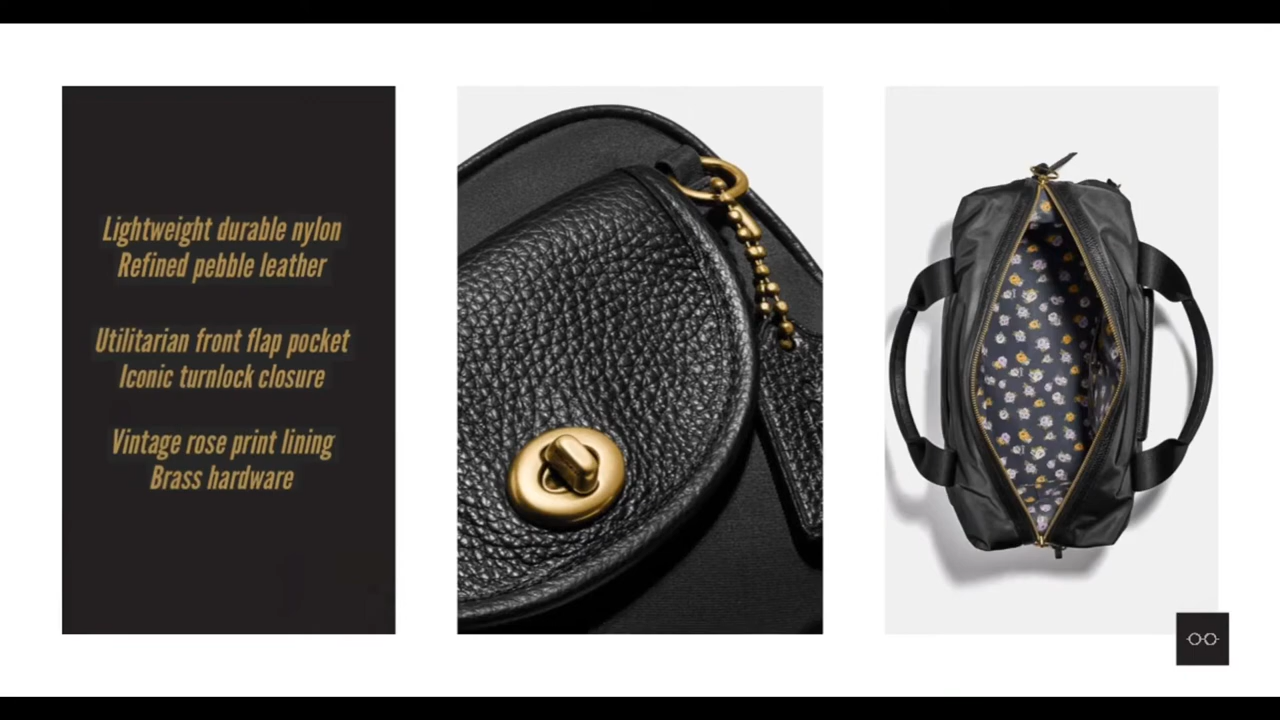 Lightweight durable nylon
Refined pebble leather
Utilitarian front flap pocket
Iconic turnlock closure
Vintage rose print lining
Brass hardware